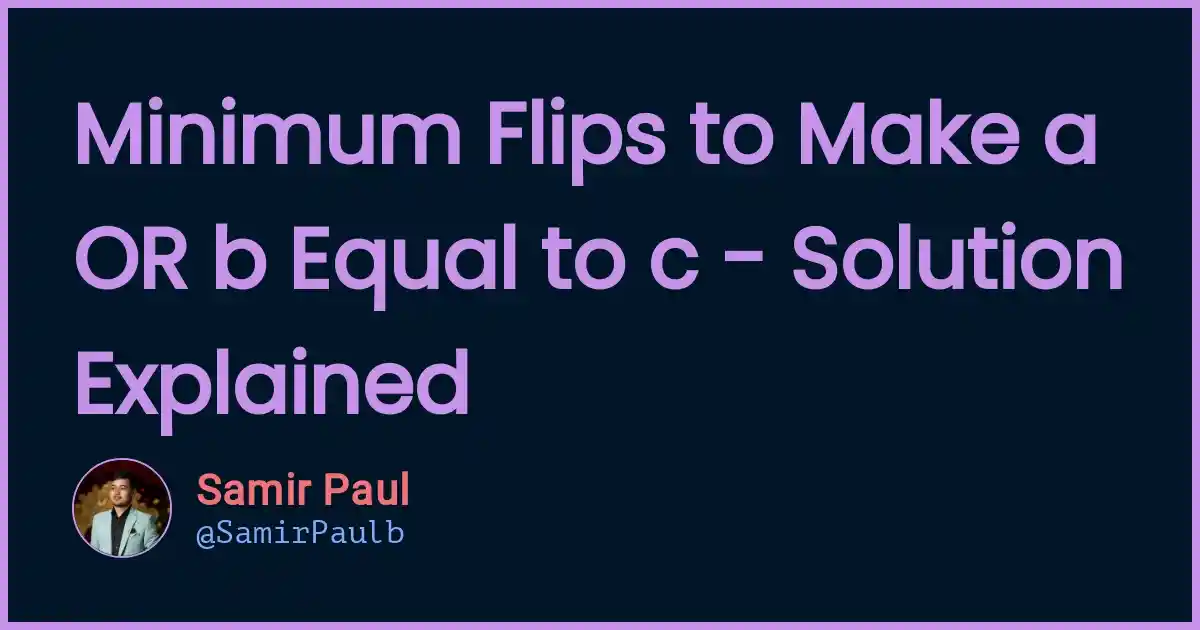 Minimum Flips to Make a
OR b Equal to c - Solution
Explained
Samir Paul
@SamirPaulb